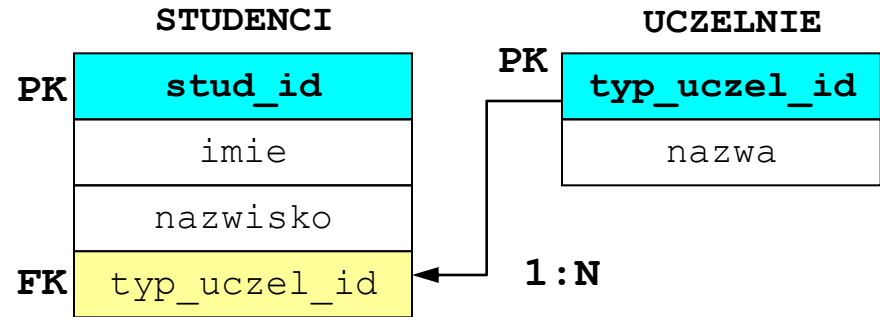 STUDENCI
PK stud_id
imie
nazwisko
FK typ_uczel_id
UCZELNIE
PK typ_uczel_id
nazwa
1:N